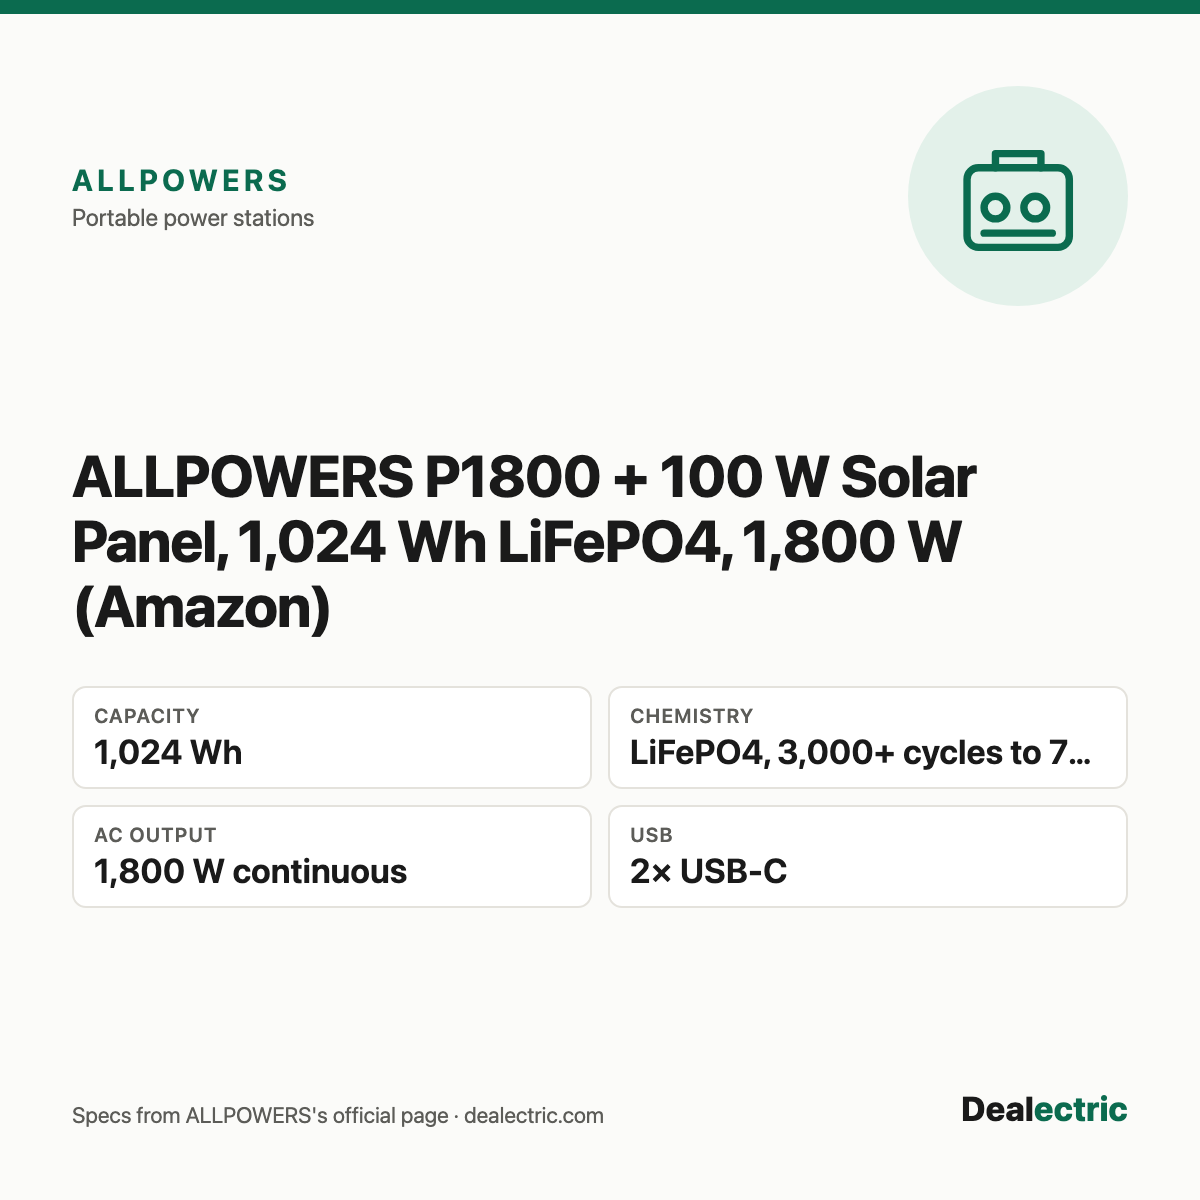 ALLPOWERS
Portable power stations
ALLPOWERS P1800 + 100 W Solar
Panel, 1,024 Wh LiFePO4, 1,800 W
(Amazon)
CAPACITY
1,024 Wh
CHEMISTRY
LiFePO4, 3,000+ cycles to 7…
AC OUTPUT
1,800 W continuous
USB
2× USB-C
Specs from ALLPOWERS's official page · dealectric.com
Dealectric